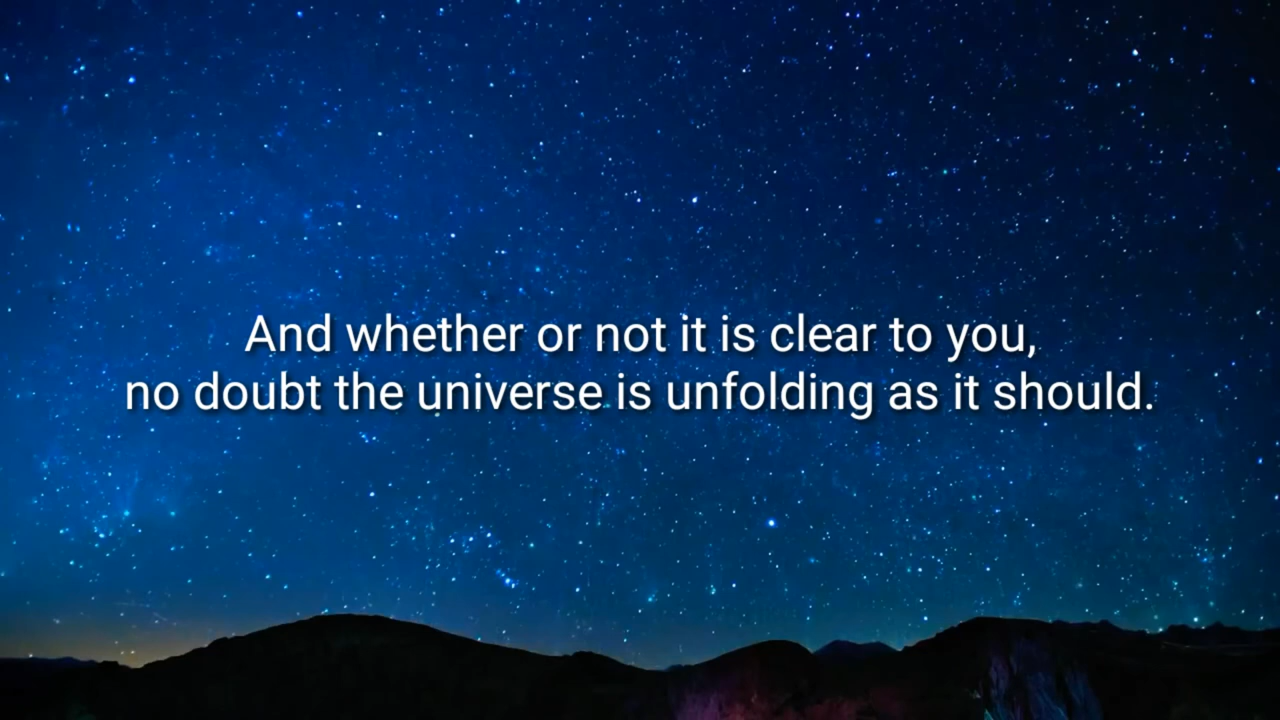 And whether or not it is clear to you,
no doubt the universe is unfolding as it should.